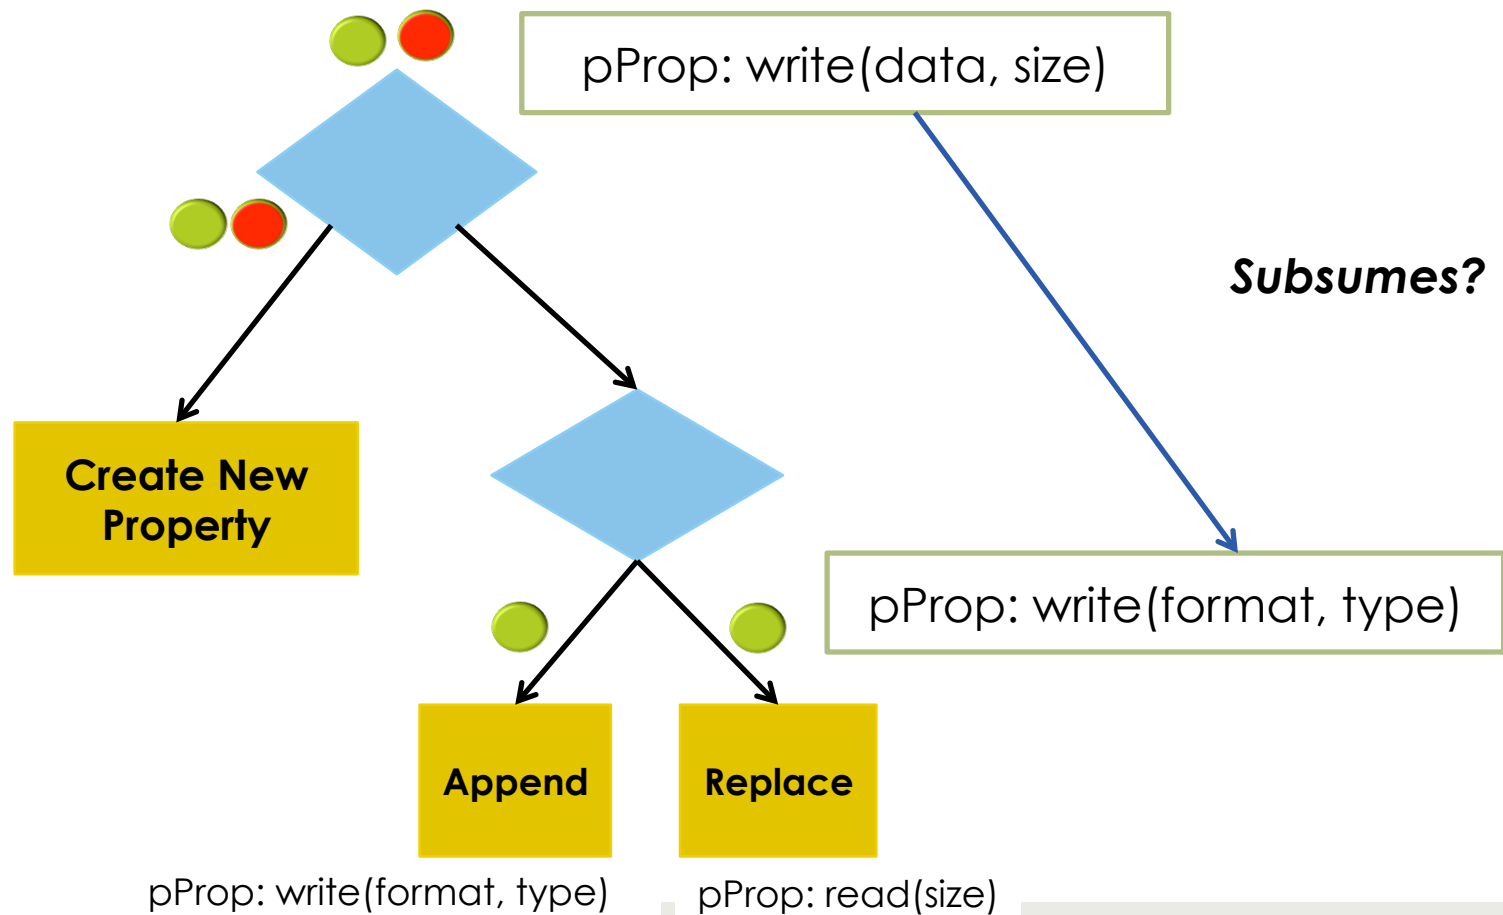 pProp: write(data, size)
Subsumes?
Create New
Property
pProp: write(format, type)
Append
Replace
pProp: write(format, type)
pProp: read(size)